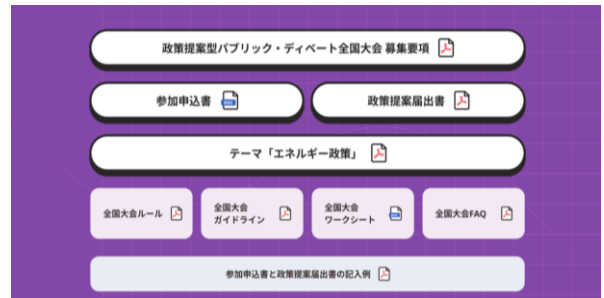 政策提案型パブリック・ディベート全国大会 募集要項
参加申込書
政策提案届出書
テーマ「エネルギー政策」
全国大会ルール
全国大会
ガイドライン
全国大会
ワークシート
全国大会FAQ
参加申込書と政策提案届出書の記入例